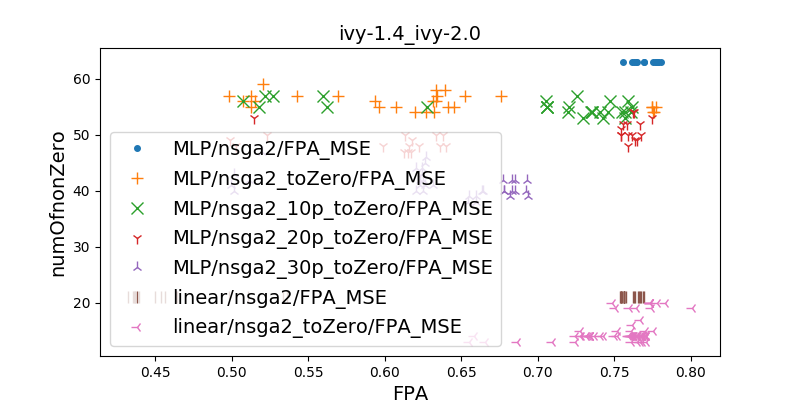 ivy-1.4_ivy-2.0
numOfnonZero
60
50
40
30
20
MLP/nsga2/FPA_MSE
MLP/nsga2_toZero/FPA_MSE
MLP/nsga2_10p_toZero/FPA_MSE
MLP/nsga2_20p_toZero/FPA_MSE
MLP/nsga2_30p_toZero/FPA_MSE
linear/nsga2/FPA_MSE
linear/nsga2_toZero/FPA_MSE
0.45 0.50 0.55 0.60 0.65 0.70 0.75 0.80
FPA